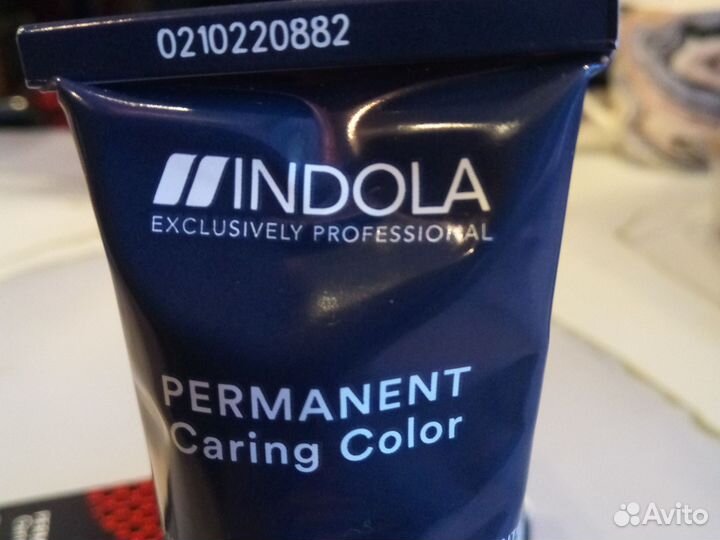 0210220882
INDOLA
EXCLUSIVELY PROFESSIONAL
PERMANENT
Caring Color
Avito